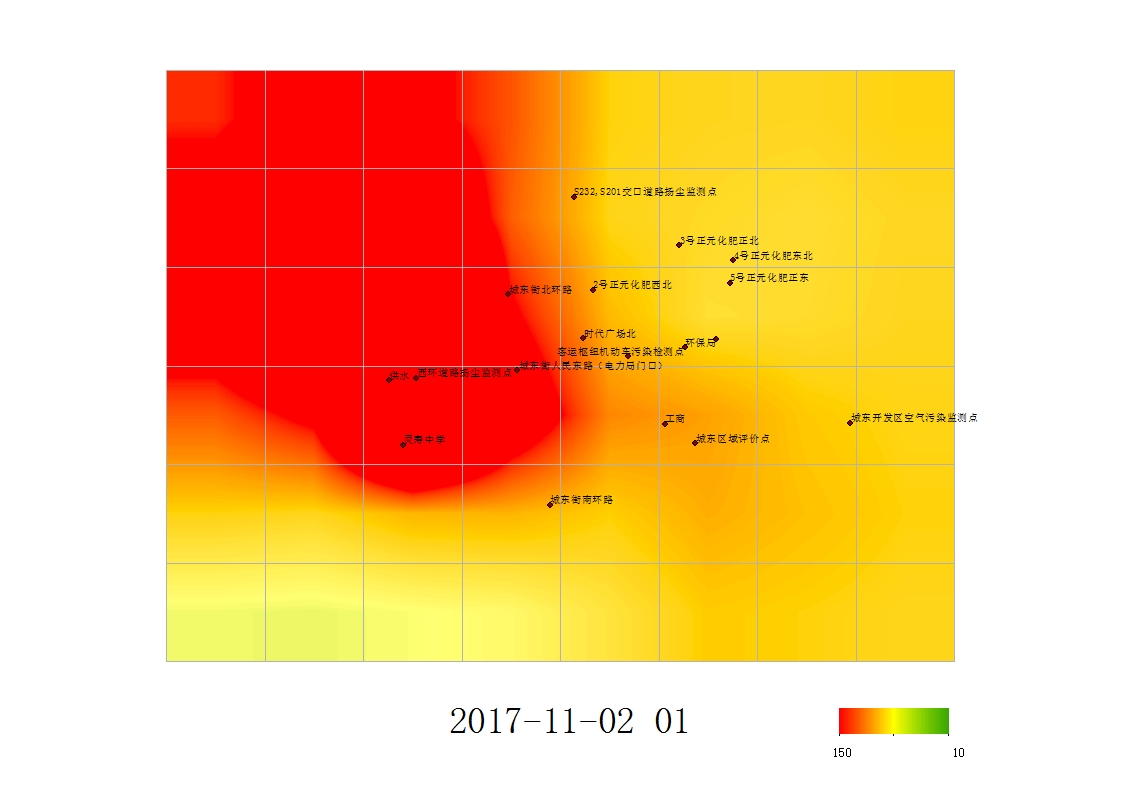 S232,S201交口道路扬尘监测点
3号正元化肥正北
4号正元化肥东北
5号正元化肥正东
2号正元化肥西北
城东街北环路
时代广场北
环保局
客运枢纽机动车污染检测点
城东街人民东路（电力局门口）
西环道路扬尘监测点
供水
工商
城东开发区空气污染监测点
城东区域评价点
灵寿中学
城东街南环路
2017-11-02 01
150
10